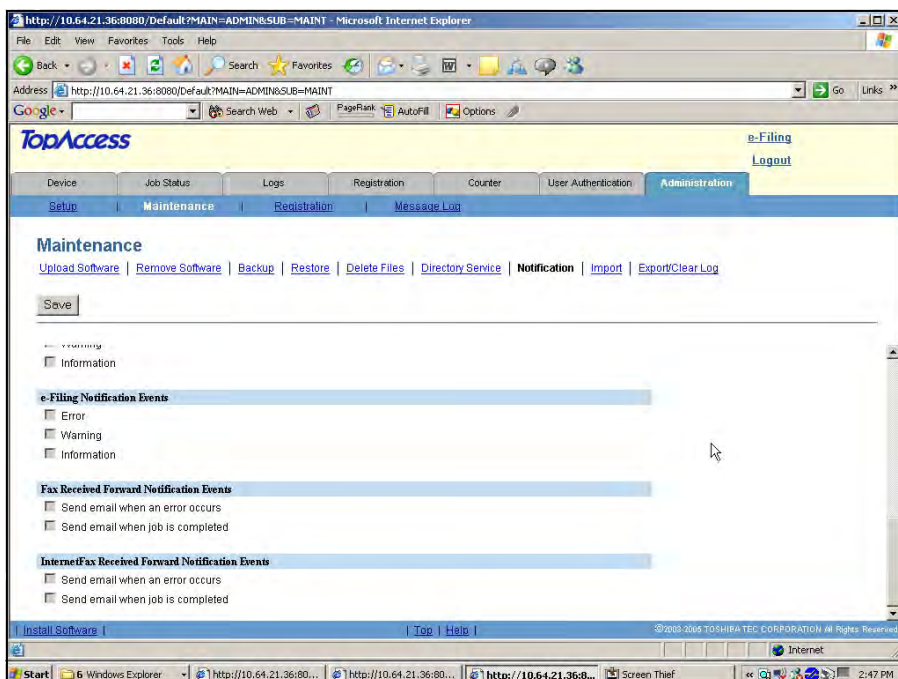 http://10.64.21.36:8080/Default?MAIN=ADMIN&SUB=MAINT - Microsoft Internet Explorer
File Edit View Favorites Tools Help
Back Search Favorites
Address http://10.64.21.36:8080/Default?MAIN=ADMIN&SUB=MAINT Go Links »
Google Search Web PageRank AutoFill Options
TopAccess
e-Filing
Logout
Device Job Status Logs Registration Counter User Authentication Administration
Setup | Maintenance | Registration | Message Log
Maintenance
Upload Software | Remove Software | Backup | Restore | Delete Files | Directory Service | Notification | Import | Export/Clear Log
Save
Warning
Information
e-Filing Notification Events
Error
Warning
Information
Fax Received Forward Notification Events
Send email when an error occurs
Send email when job is completed
InternetFax Received Forward Notification Events
Send email when an error occurs
Send email when job is completed
| Install Software | | Top | Help | ©2003-2005 TOSHIBA TEC CORPORATION All Rights Reserved
Internet
Start 6 Windows Explorer http://10.64.21.36:80... http://10.64.21.36:80... http://10.64.21.36:8... Screen Thief « 2:47 PM